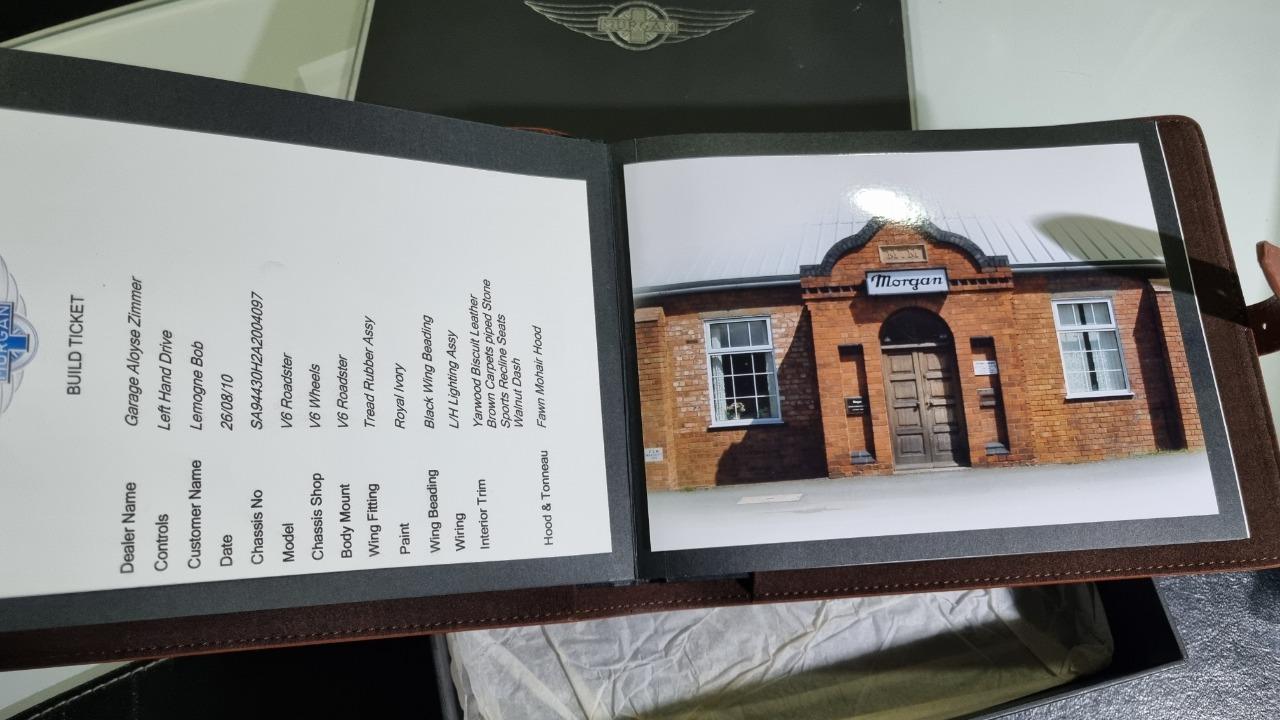 MORGAN
MORGAN
BUILD TICKET
Dealer Name Garage Aloyse Zimmer
Controls Left Hand Drive
Customer Name Lemogne Bob
Date 26/08/10
Chassis No SA94430H2A2004097
Model V6 Roadster
Chassis Shop V6 Wheels
Body Mount V6 Roadster
Wing Fitting Tread Rubber Assy
Paint Royal Ivory
Wing Beading Black Wing Beading
Wiring L/H Lighting Assy
Interior Trim Yarwood Biscuit Leather
Brown Carpets piped Stone
Sports Recline Seats
Walnut Dash
Hood & Tonneau Fawn Mohair Hood
Morgan